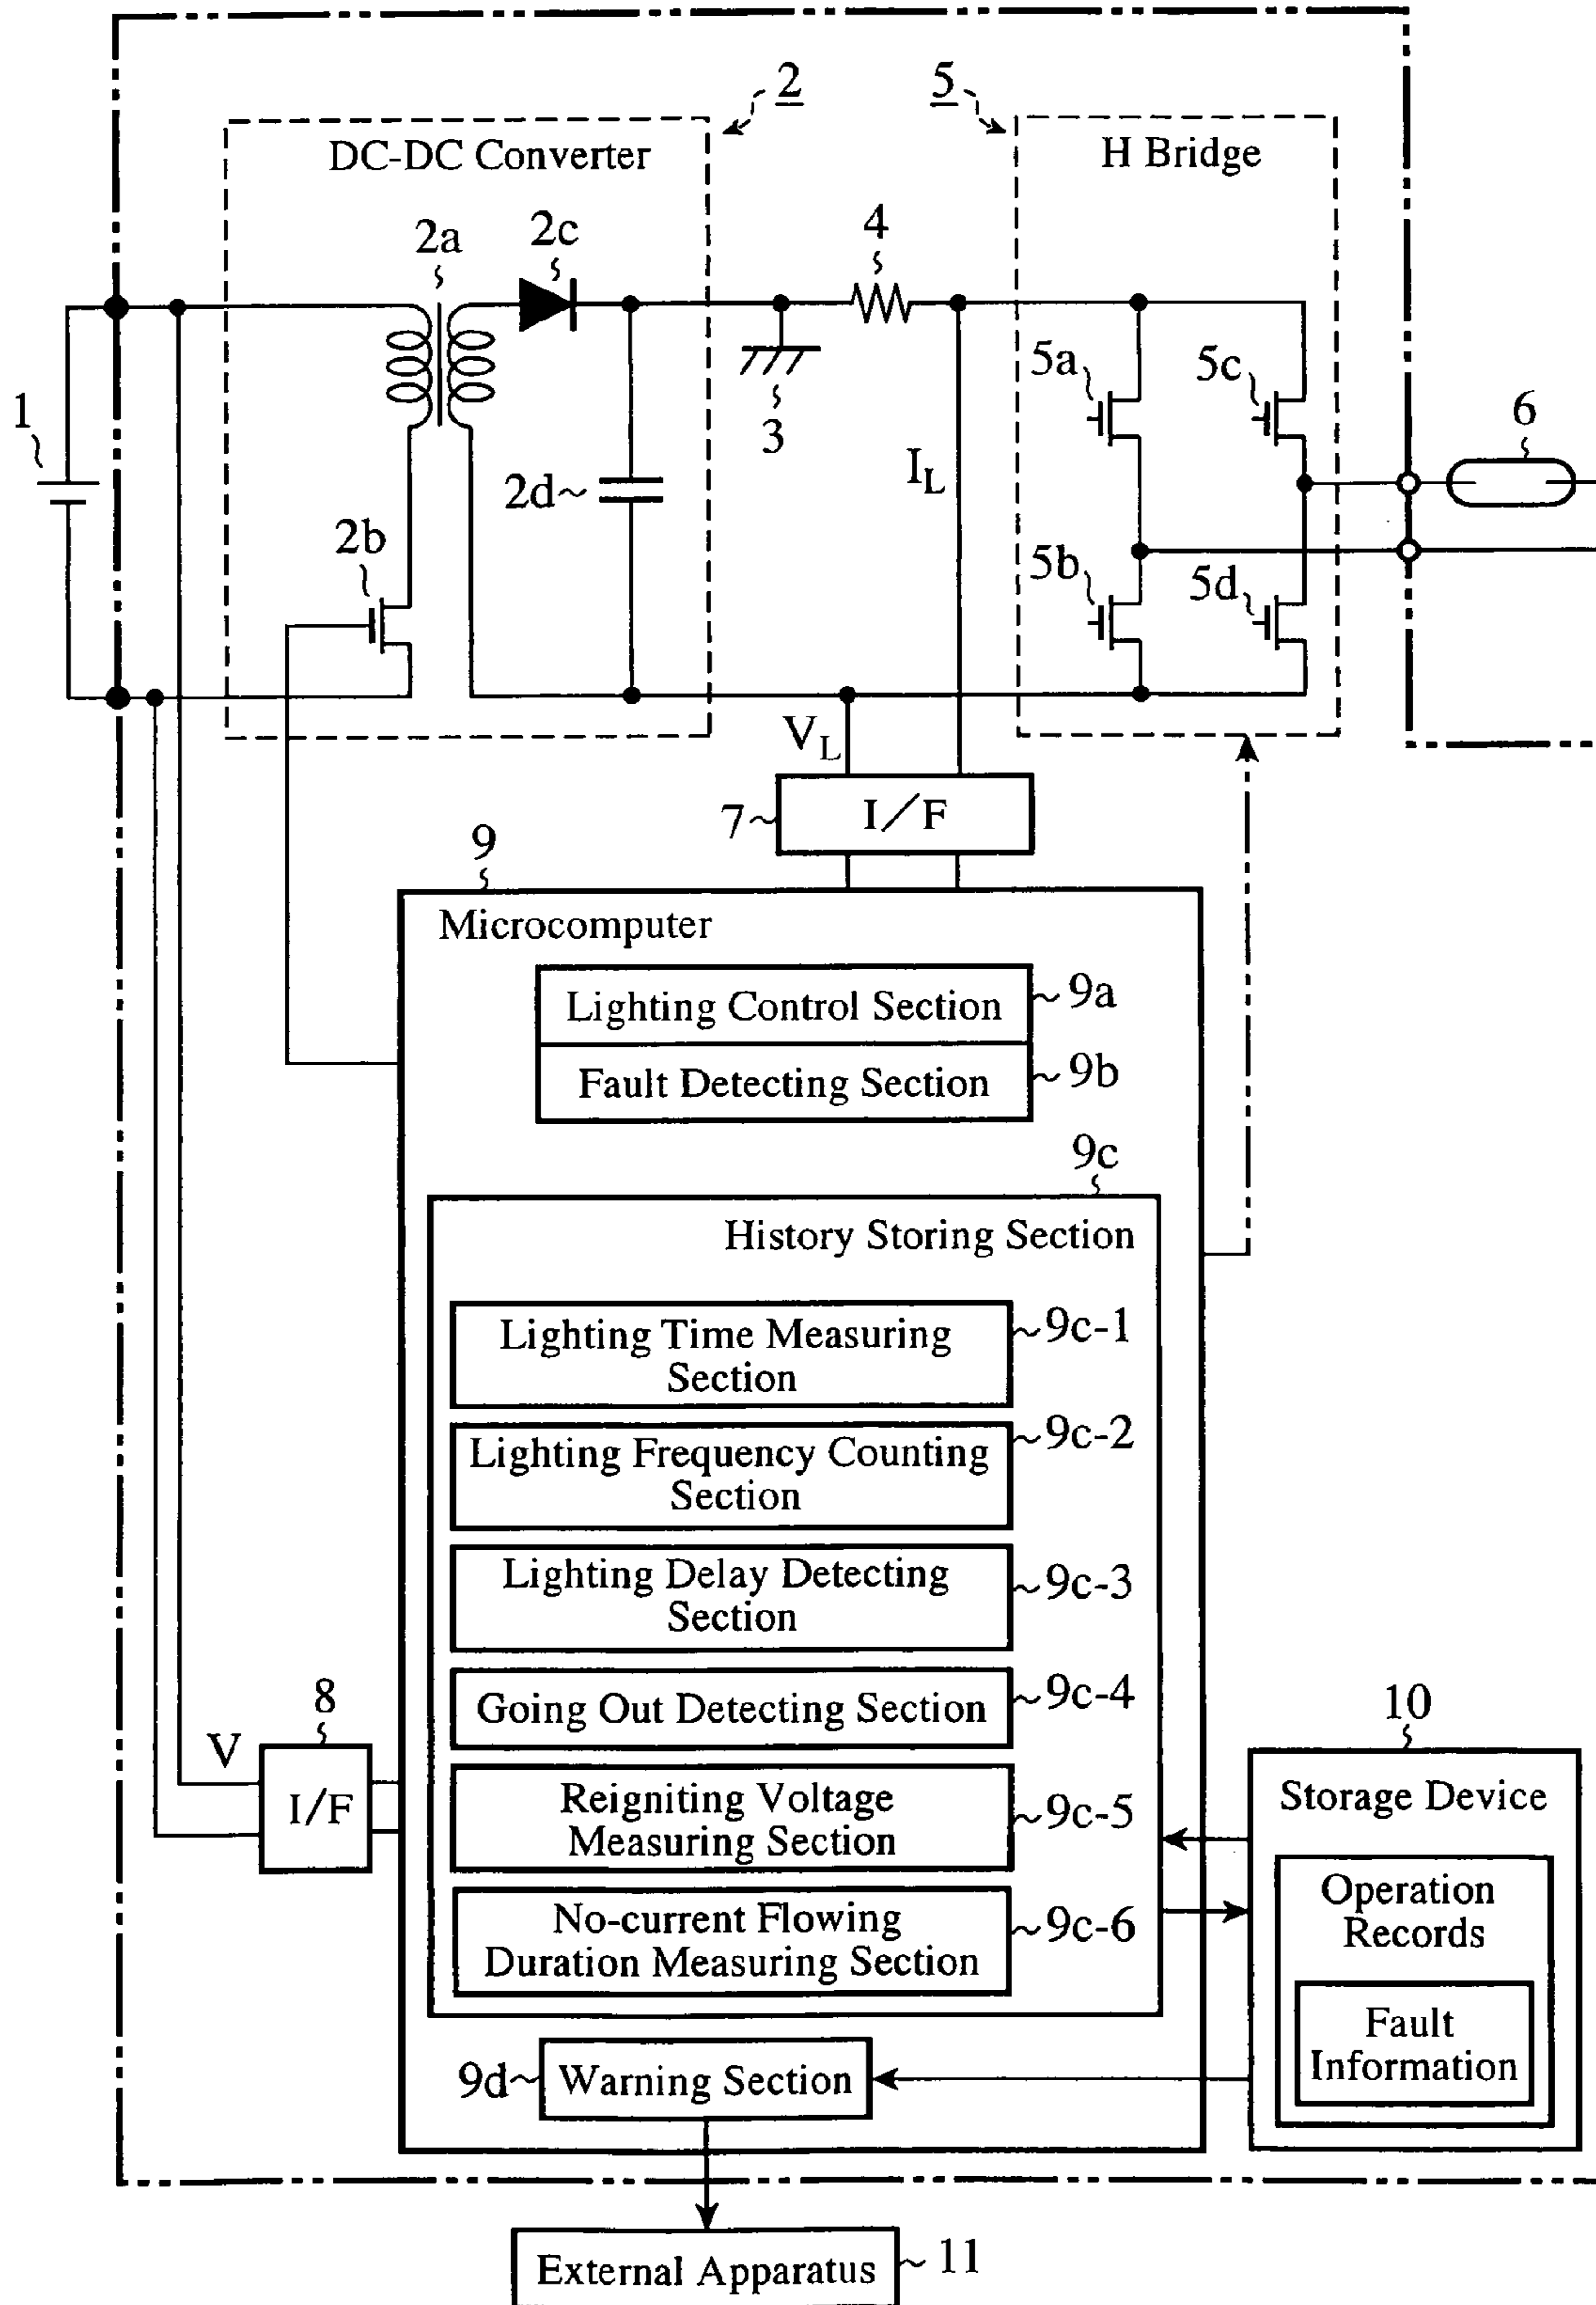 2
5
DC-DC Converter
H Bridge
2a
2c
4
5a
5c
1
3
6
I_L
2d
2b
5b
5d
V_L
7
I/F
9
Microcomputer
Lighting Control Section
9a
Fault Detecting Section
9b
9c
History Storing Section
Lighting Time Measuring
Section
9c-1
Lighting Frequency Counting
Section
9c-2
Lighting Delay Detecting
Section
9c-3
Going Out Detecting Section
9c-4
8
V
I/F
Reigniting Voltage
Measuring Section
9c-5
No-current Flowing
Duration Measuring Section
9c-6
10
Storage Device
Operation
Records
Fault
Information
9d
Warning Section
External Apparatus
11